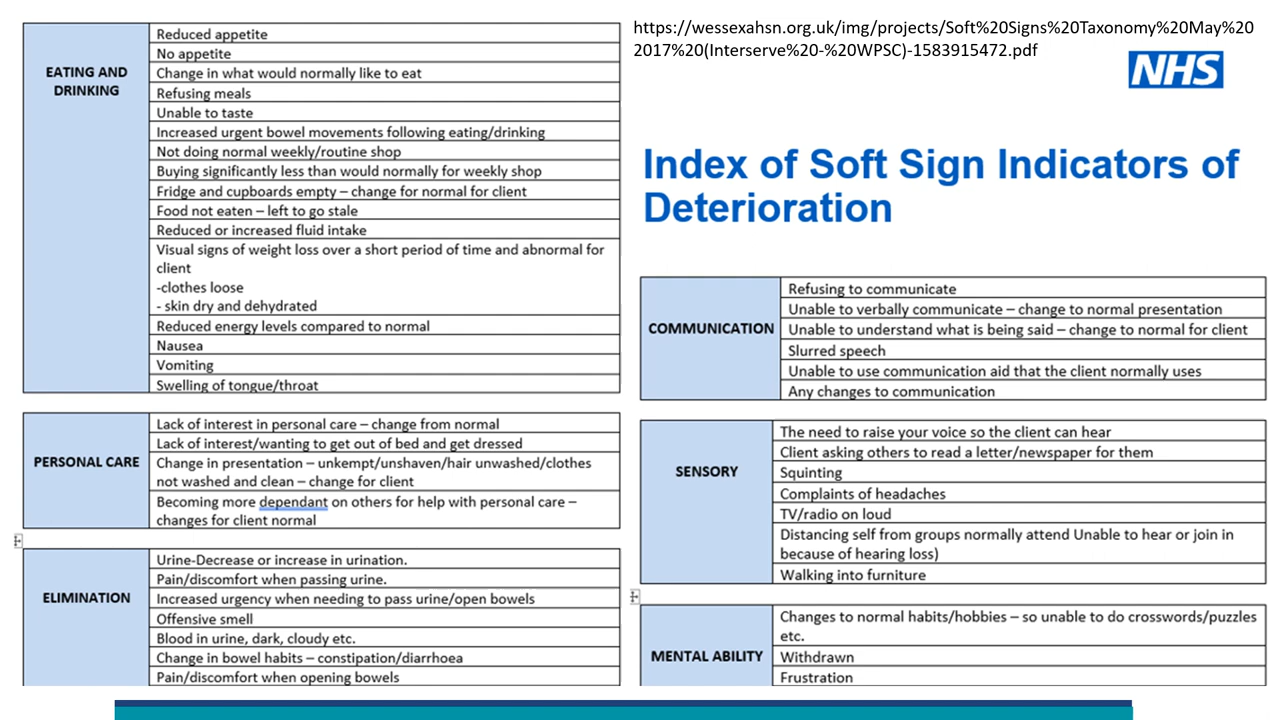 EATING AND
DRINKING
Reduced appetite
No appetite
Change in what would normally like to eat
Refusing meals
Unable to taste
Increased urgent bowel movements following eating/drinking
Not doing normal weekly/routine shop
Buying significantly less than would normally for weekly shop
Fridge and cupboards empty – change for normal for client
Food not eaten – left to go stale
Reduced or increased fluid intake
Visual signs of weight loss over a short period of time and abnormal for
client
-clothes loose
- skin dry and dehydrated
Reduced energy levels compared to normal
Nausea
Vomiting
Swelling of tongue/throat
PERSONAL CARE
Lack of interest in personal care – change from normal
Lack of interest/wanting to get out of bed and get dressed
Change in presentation – unkempt/unshaven/hair unwashed/clothes
not washed and clean – change for client
Becoming more dependant on others for help with personal care –
changes for client normal
ELIMINATION
Urine-Decrease or increase in urination.
Pain/discomfort when passing urine.
Increased urgency when needing to pass urine/open bowels
Offensive smell
Blood in urine, dark, cloudy etc.
Change in bowel habits – constipation/diarrhoea
Pain/discomfort when opening bowels
https://wessexahsn.org.uk/img/projects/Soft%20Signs%20Taxonomy%20May%20
2017%20(Interserve%20-%20WPSC)-1583915472.pdf
NHS
Index of Soft Sign Indicators of
Deterioration
COMMUNICATION
Refusing to communicate
Unable to verbally communicate – change to normal presentation
Unable to understand what is being said – change to normal for client
Slurred speech
Unable to use communication aid that the client normally uses
Any changes to communication
SENSORY
The need to raise your voice so the client can hear
Client asking others to read a letter/newspaper for them
Squinting
Complaints of headaches
TV/radio on loud
Distancing self from groups normally attend Unable to hear or join in
because of hearing loss)
Walking into furniture
MENTAL ABILITY
Changes to normal habits/hobbies – so unable to do crosswords/puzzles
etc.
Withdrawn
Frustration